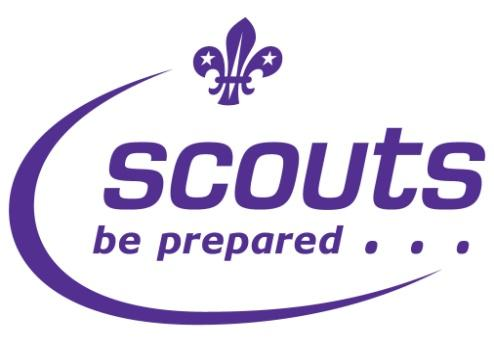 scouts
be prepared . . .